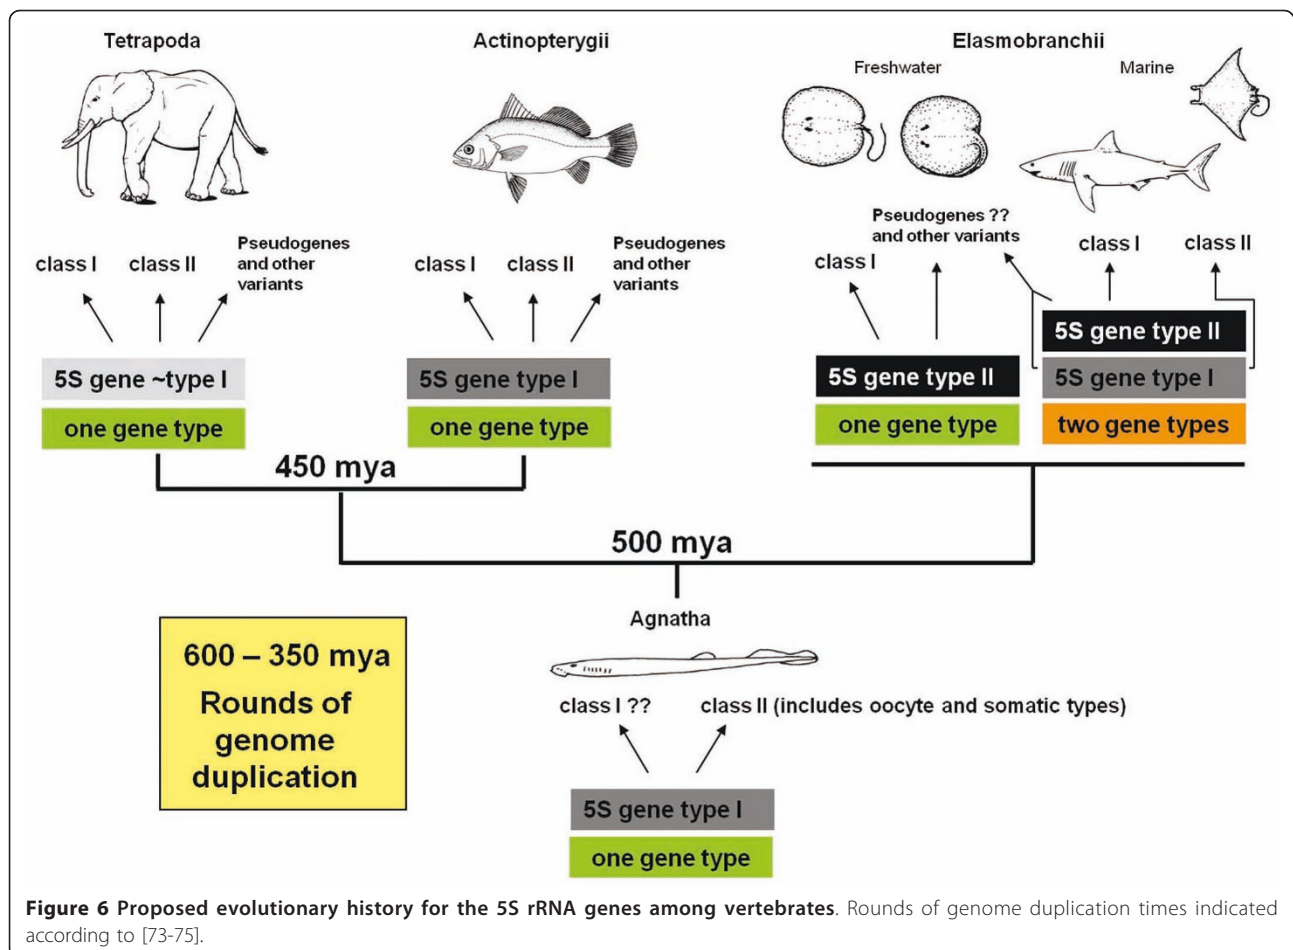 Tetrapoda
Actinopterygii
Elasmobranchii
Freshwater
Marine
class I
class II
Pseudogenes
and other
variants
class I
class II
Pseudogenes
and other
variants
Pseudogenes ??
and other variants
class I
class I
class II
5S gene ~type I
one gene type
5S gene type I
one gene type
5S gene type II
one gene type
5S gene type II
5S gene type I
two gene types
450 mya
500 mya
Agnatha
600 – 350 mya
Rounds of
genome
duplication
class I ??
class II (includes oocyte and somatic types)
5S gene type I
one gene type
Figure 6 Proposed evolutionary history for the 5S rRNA genes among vertebrates. Rounds of genome duplication times indicated
according to [73-75].